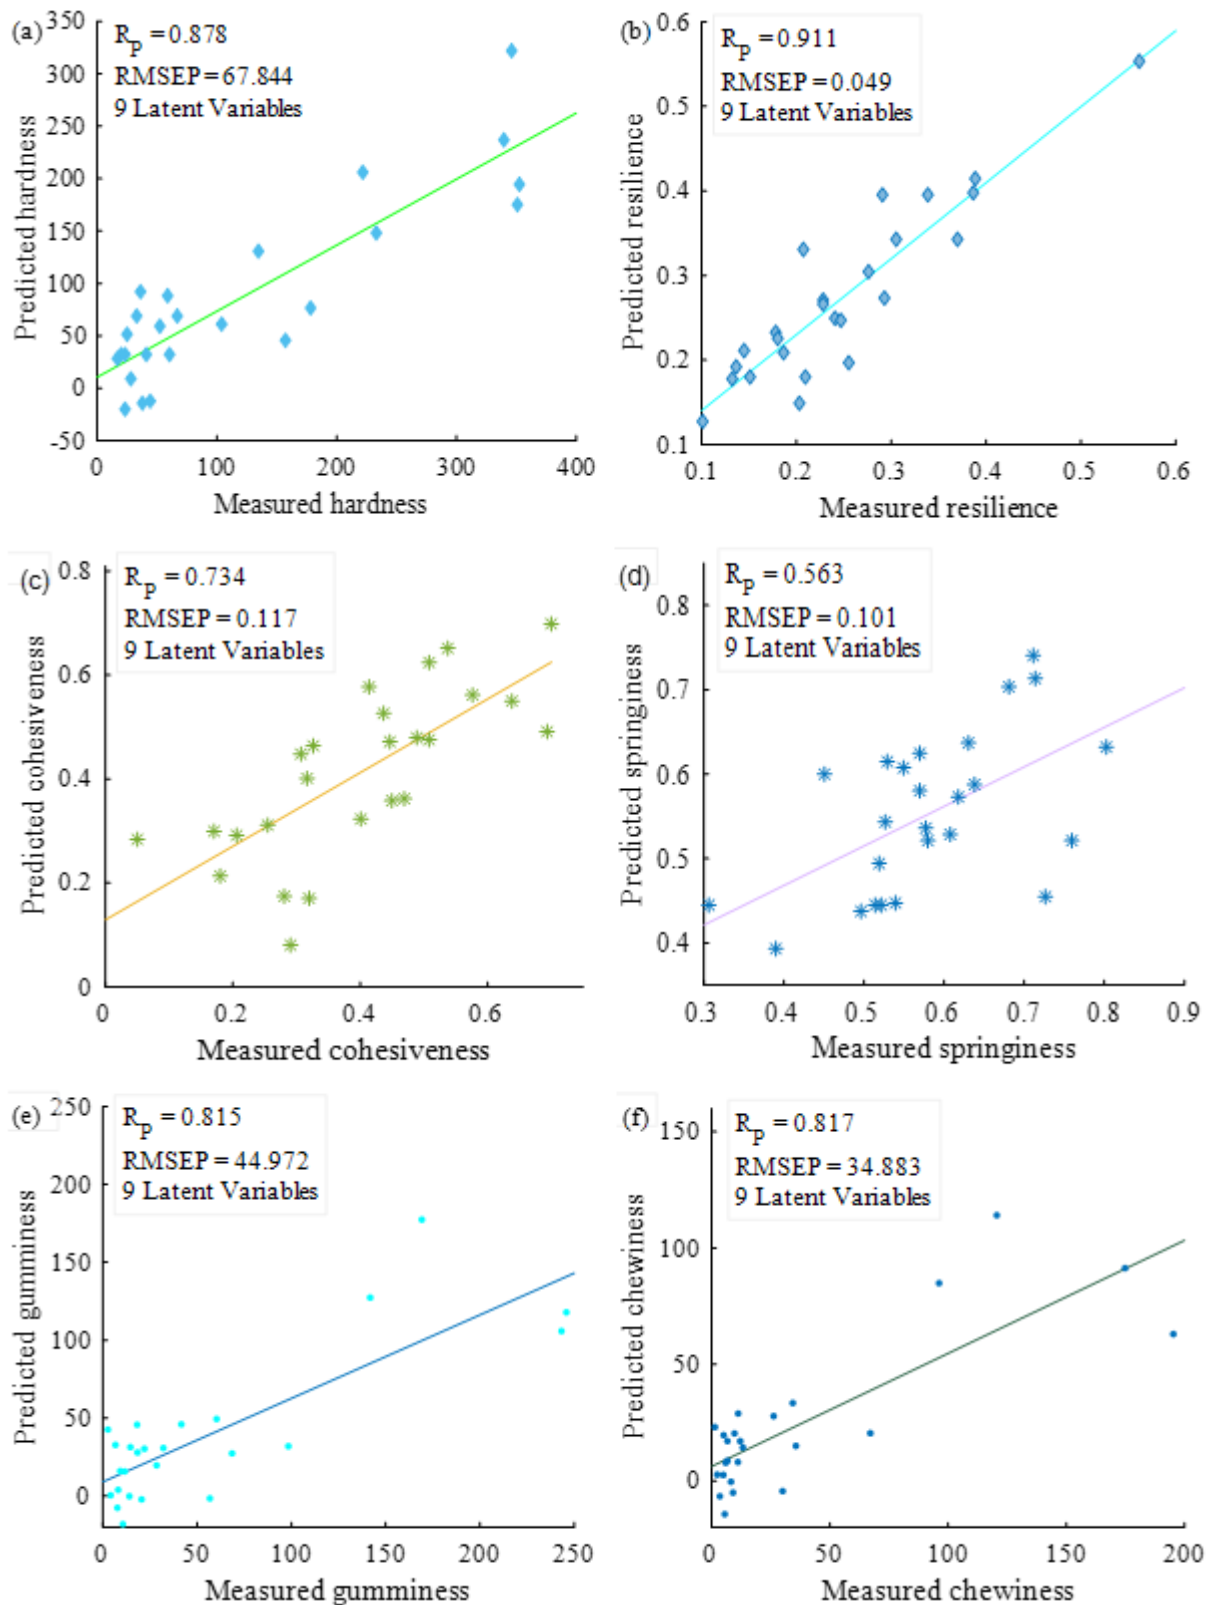 (a)
R_p = 0.878
RMSEP = 67.844
9 Latent Variables
350
300
250
200
150
100
50
0
-50
Predicted hardness
0 100 200 300 400
Measured hardness
(b)
R_p = 0.911
RMSEP = 0.049
9 Latent Variables
0.6
0.5
0.4
0.3
0.2
0.1
Predicted resilience
0.1 0.2 0.3 0.4 0.5 0.6
Measured resilience
(c)
R_p = 0.734
RMSEP = 0.117
9 Latent Variables
0.8
0.6
0.4
0.2
0
Predicted cohesiveness
0 0.2 0.4 0.6
Measured cohesiveness
(d)
R_p = 0.563
RMSEP = 0.101
9 Latent Variables
0.8
0.7
0.6
0.5
0.4
Predicted springiness
0.3 0.4 0.5 0.6 0.7 0.8 0.9
Measured springiness
(e)
R_p = 0.815
RMSEP = 44.972
9 Latent Variables
250
200
150
100
50
0
Predicted gumminess
0 50 100 150 200 250
Measured gumminess
(f)
R_p = 0.817
RMSEP = 34.883
9 Latent Variables
150
100
50
0
Predicted chewiness
0 50 100 150 200
Measured chewiness